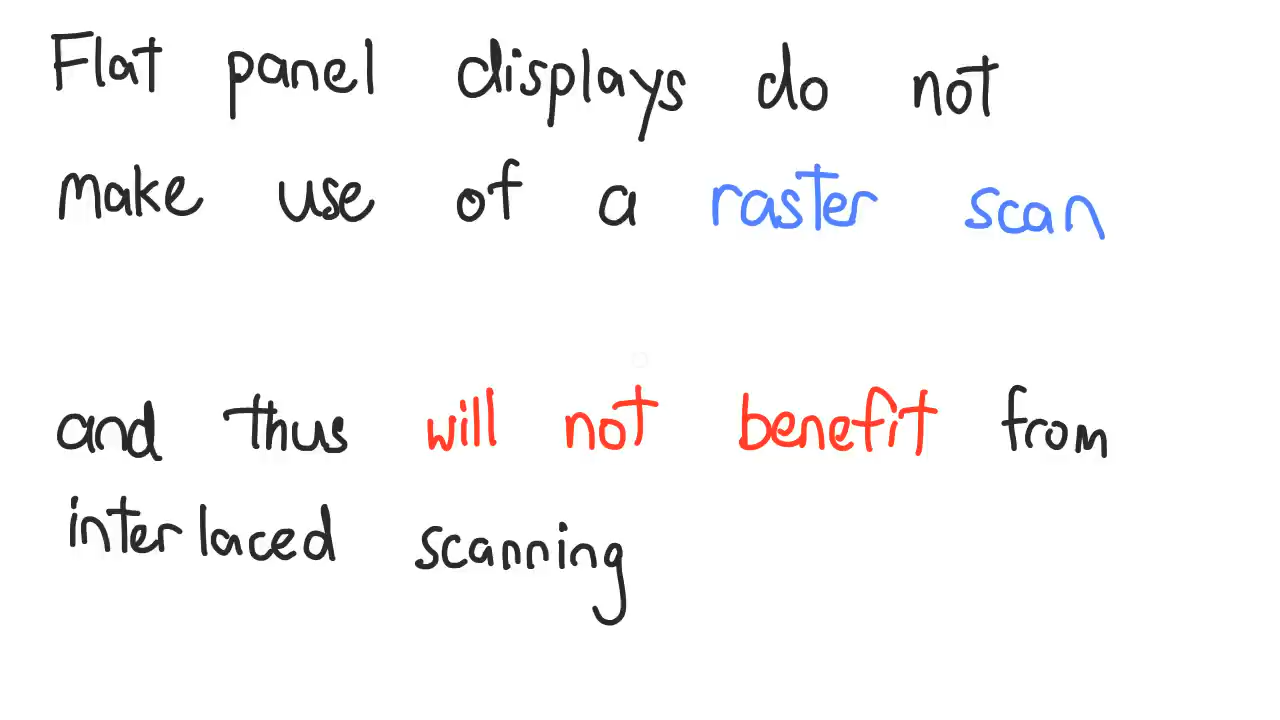 Flat panel displays do not
make use of a raster scan
and thus will not benefit from
interlaced scanning